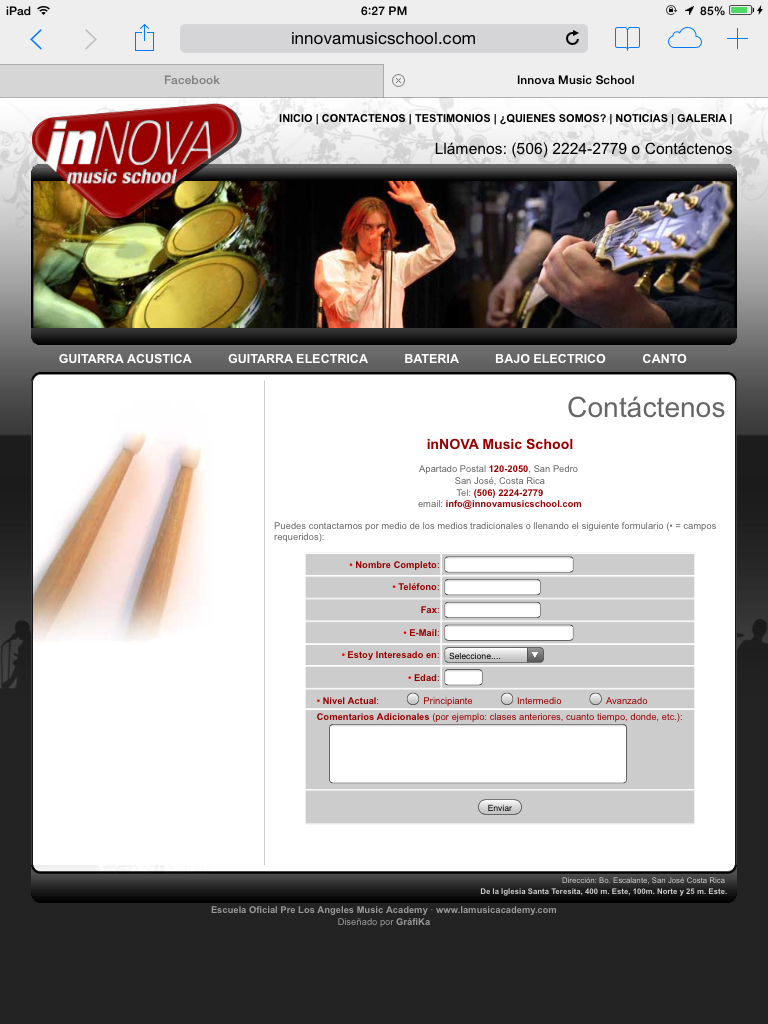 iPad 6:27 PM 85%
innovamusicschool.com
Facebook Innova Music School
inNOVA
music school
INICIO | CONTACTENOS | TESTIMONIOS | ¿QUIENES SOMOS? | NOTICIAS | GALERIA |
Llámenos: (506) 2224-2779 o Contáctenos
GUITARRA ACUSTICA GUITARRA ELECTRICA BATERIA BAJO ELECTRICO CANTO
Contáctenos
inNOVA Music School
Apartado Postal 120-2050, San Pedro
San José, Costa Rica
Tel: (506) 2224-2779
email: info@innovamusicschool.com
Puedes contactarnos por medio de los medios tradicionales o llenando el siguiente formulario (• = campos
requeridos):
• Nombre Completo:
• Teléfono:
Fax:
• E-Mail:
• Estoy Interesado en: Seleccione....
• Edad:
• Nivel Actual: Principiante Intermedio Avanzado
Comentarios Adicionales (por ejemplo: clases anteriores, cuanto tiempo, donde, etc.):
Enviar
Dirección: Bo. Escalante, San José Costa Rica
De la Iglesia Santa Teresita, 400 m. Este, 100m. Norte y 25 m. Este.
Escuela Oficial Pre Los Angeles Music Academy · www.lamusicacademy.com
Diseñado por GráfiKa